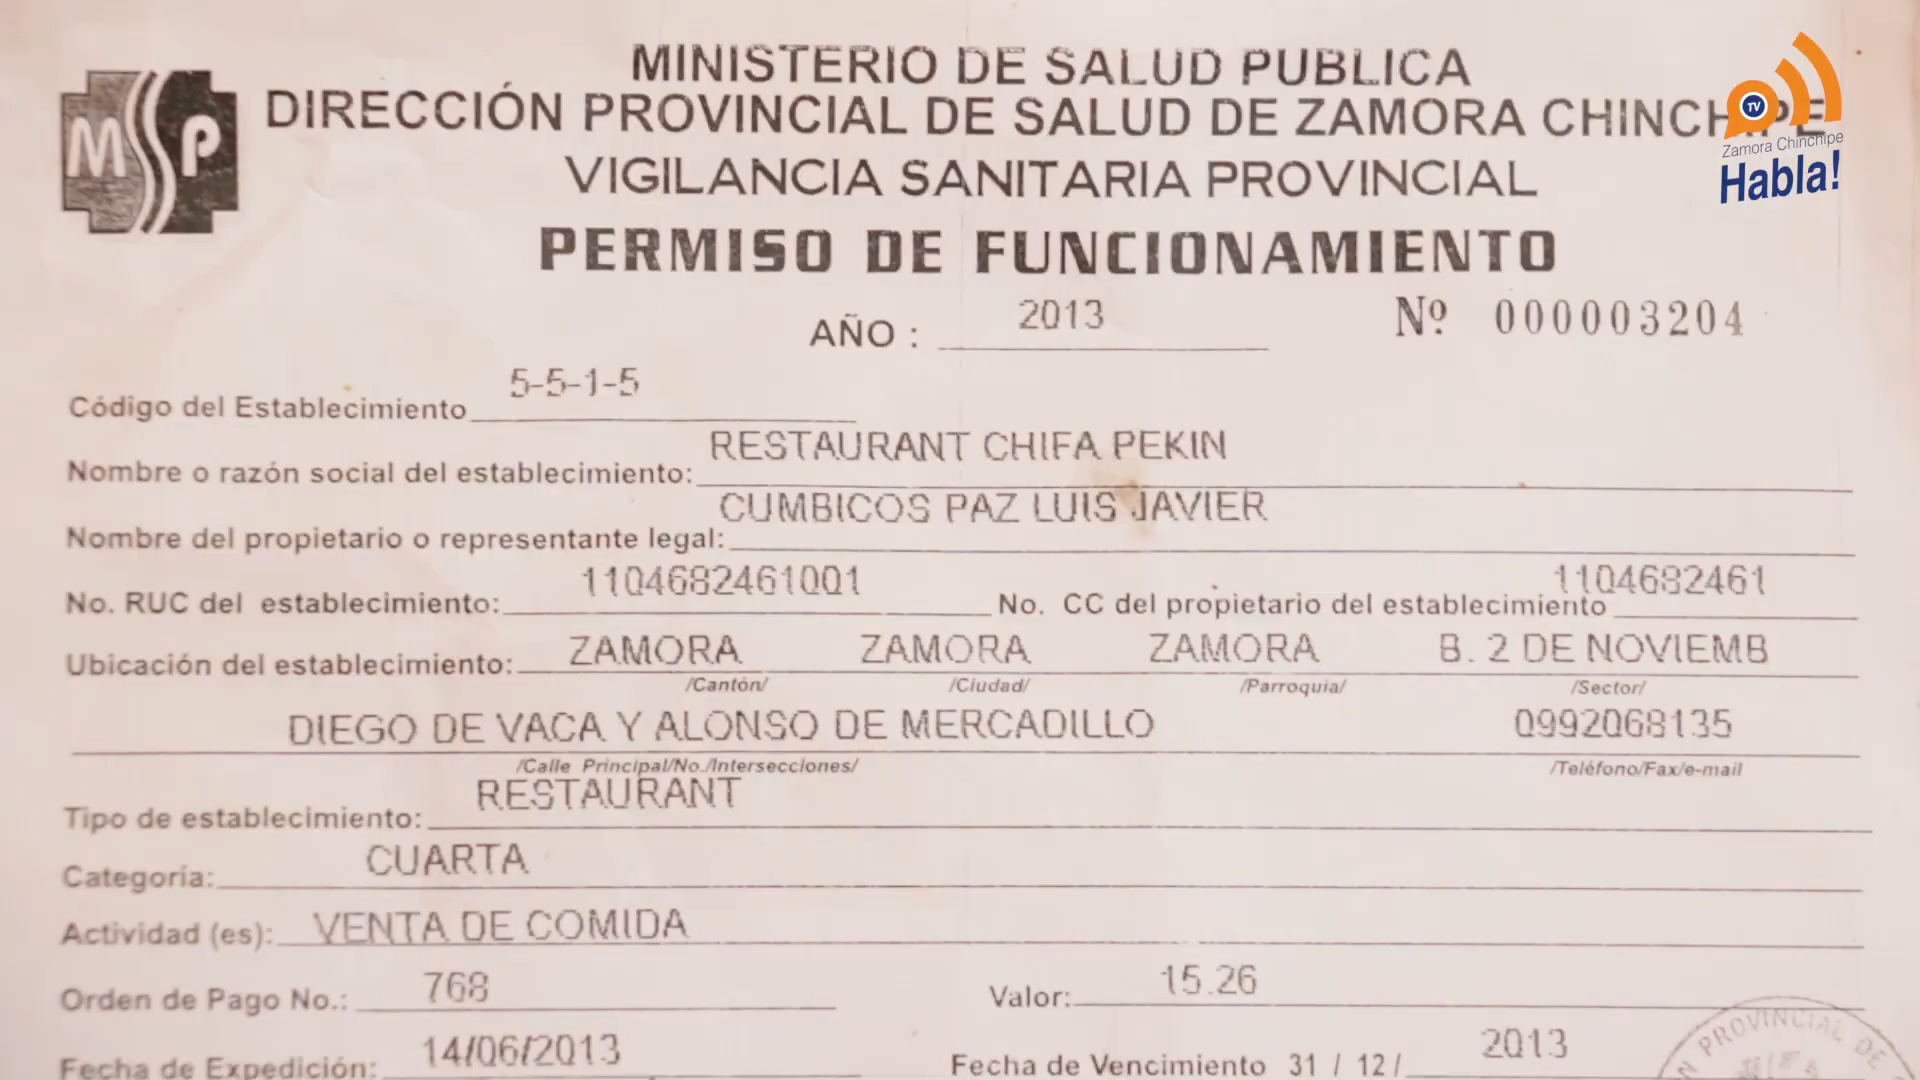 MINISTERIO DE SALUD PUBLICA
DIRECCIÓN PROVINCIAL DE SALUD DE ZAMORA CHINCHIPE
VIGILANCIA SANITARIA PROVINCIAL
PERMISO DE FUNCIONAMIENTO
MSP
TV
Zamora Chinchipe
Habla!
AÑO : 2013 Nº 000003204
Código del Establecimiento 5-5-1-5
Nombre o razón social del establecimiento: RESTAURANT CHIFA PEKIN
Nombre del propietario o representante legal: CUMBICOS PAZ LUIS JAVIER
No. RUC del establecimiento: 1104682461001 No. CC del propietario del establecimiento 1104682461
Ubicación del establecimiento: ZAMORA ZAMORA ZAMORA B. 2 DE NOVIEMB
/Cantón/ /Ciudad/ /Parroquia/ /Sector/
DIEGO DE VACA Y ALONSO DE MERCADILLO 0992068135
/Calle Principal/No./Intersecciones/ /Teléfono/Fax/e-mail
Tipo de establecimiento: RESTAURANT
Categoría: CUARTA
Actividad (es): VENTA DE COMIDA
Orden de Pago No.: 768 Valor: 15.26
Fecha de Expedición: 14/06/2013 Fecha de Vencimiento 31 / 12 / 2013
PROVINCIAL DE